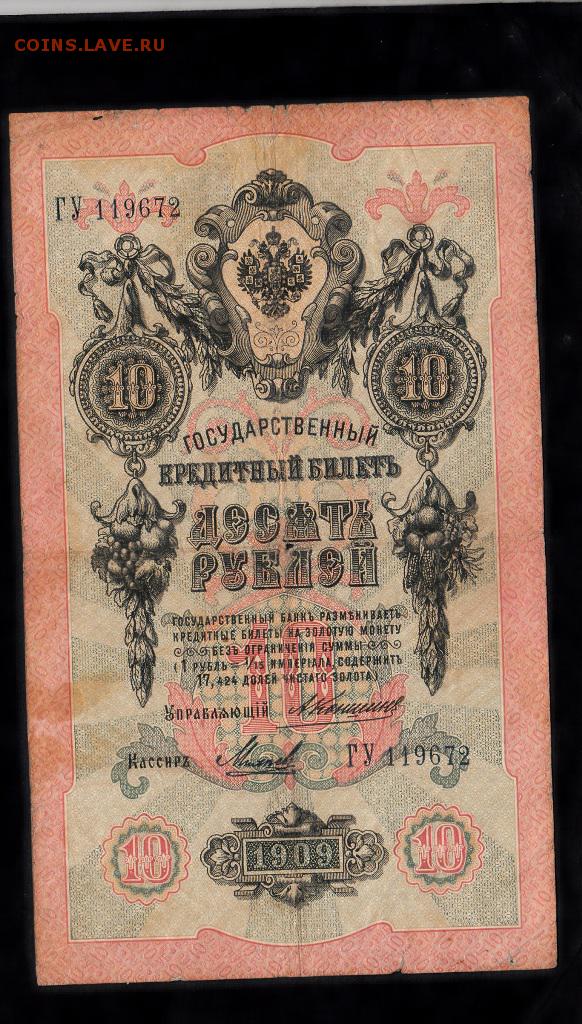 COINS.LAVE.RU
ГУ 119672
10 10
ГОСУДАРСТВЕННЫЙ
КРЕДИТНЫЙ БИЛЕТЪ
ДЕСЯТЬ
РУБЛЕЙ
ГОСУДАРСТВЕННЫЙ БАНКЪ РАЗМѢНИВАЕТЪ
КРЕДИТНЫЕ БИЛЕТЫ НА ЗОЛОТУЮ МОНЕТУ
БЕЗЪ ОГРАНИЧЕНІЯ СУММЫ
(1 РУБЛЬ = 1/15 ИМПЕРІАЛА, СОДЕРЖИТЪ
17,424 ДОЛЕЙ ЧИСТАГО ЗОЛОТА)
10
УПРАВЛЯЮЩІЙ
КАССИРЪ ГУ 119672
10 1909 10